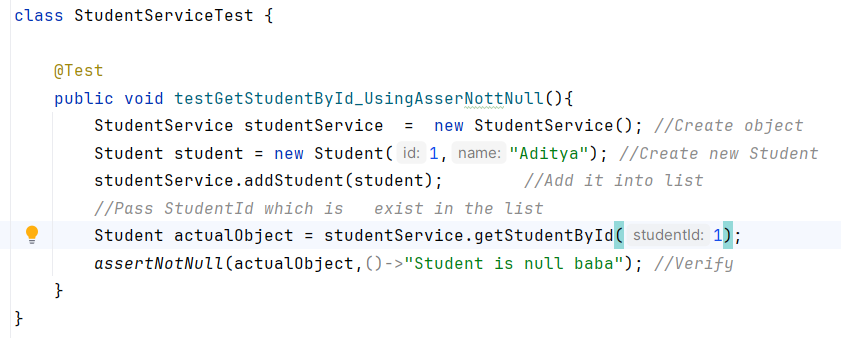 class StudentServiceTest {
@Test
public void testGetStudentById_UsingAsserNottNull(){
StudentService studentService  =  new StudentService(); //Create object
Student student = new Student( id: 1, name: "Aditya"); //Create new Student
studentService.addStudent(student);        //Add it into list
//Pass StudentId which is   exist in the list
Student actualObject = studentService.getStudentById( studentId: 1);
assertNotNull(actualObject,()->"Student is null baba"); //Verify
}
}